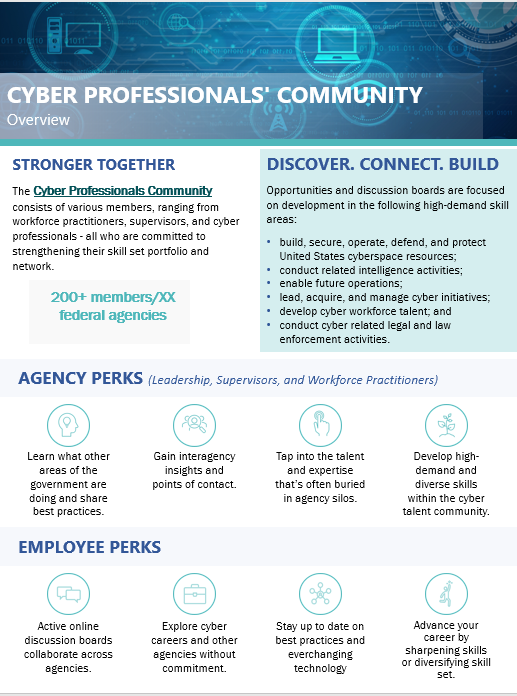 CYBER PROFESSIONALS' COMMUNITY
Overview
STRONGER TOGETHER
The Cyber Professionals Community
consists of various members, ranging from
workforce practitioners, supervisors, and cyber
professionals - all who are committed to
strengthening their skill set portfolio and
network.
200+ members/XX
federal agencies
DISCOVER. CONNECT. BUILD
Opportunities and discussion boards are focused
on development in the following high-demand skill
areas:
• build, secure, operate, defend, and protect
United States cyberspace resources;
• conduct related intelligence activities;
• enable future operations;
• lead, acquire, and manage cyber initiatives;
• develop cyber workforce talent; and
• conduct cyber related legal and law
enforcement activities.
AGENCY PERKS (Leadership, Supervisors, and Workforce Practitioners)
Learn what other
areas of the
government are
doing and share
best practices.
Gain interagency
insights and
points of contact.
Tap into the talent
and expertise
that's often buried
in agency silos.
Develop high-
demand and
diverse skills
within the cyber
talent community.
EMPLOYEE PERKS
Active online
discussion boards
collaborate across
agencies.
Explore cyber
careers and other
agencies without
commitment.
Stay up to date on
best practices and
everchanging
technology
Advance your
career by
sharpening skills
or diversifying skill
set.